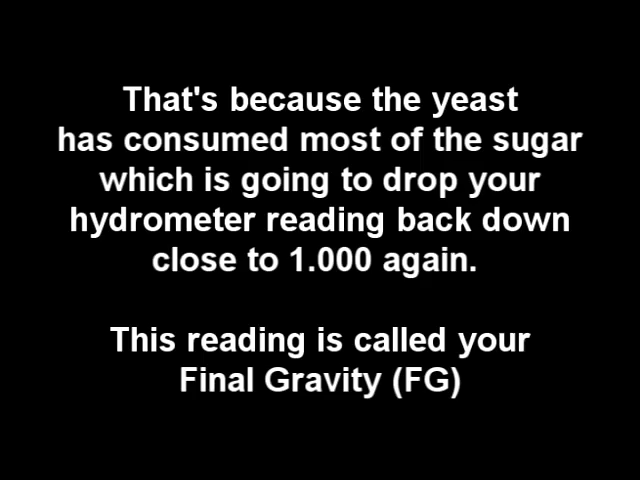 That's because the yeast
has consumed most of the sugar
which is going to drop your
hydrometer reading back down
close to 1.000 again.
This reading is called your
Final Gravity (FG)